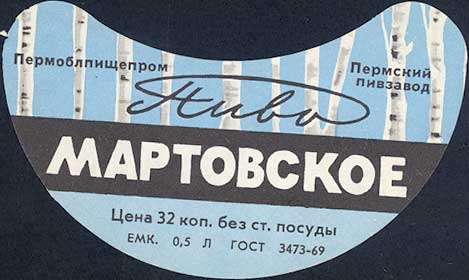 Пермоблпищепром
Пермский
пивзавод
Пиво
МАРТОВСКОЕ
Цена 32 коп. без ст. посуды
ЕМК. 0,5 Л ГОСТ 3473-69